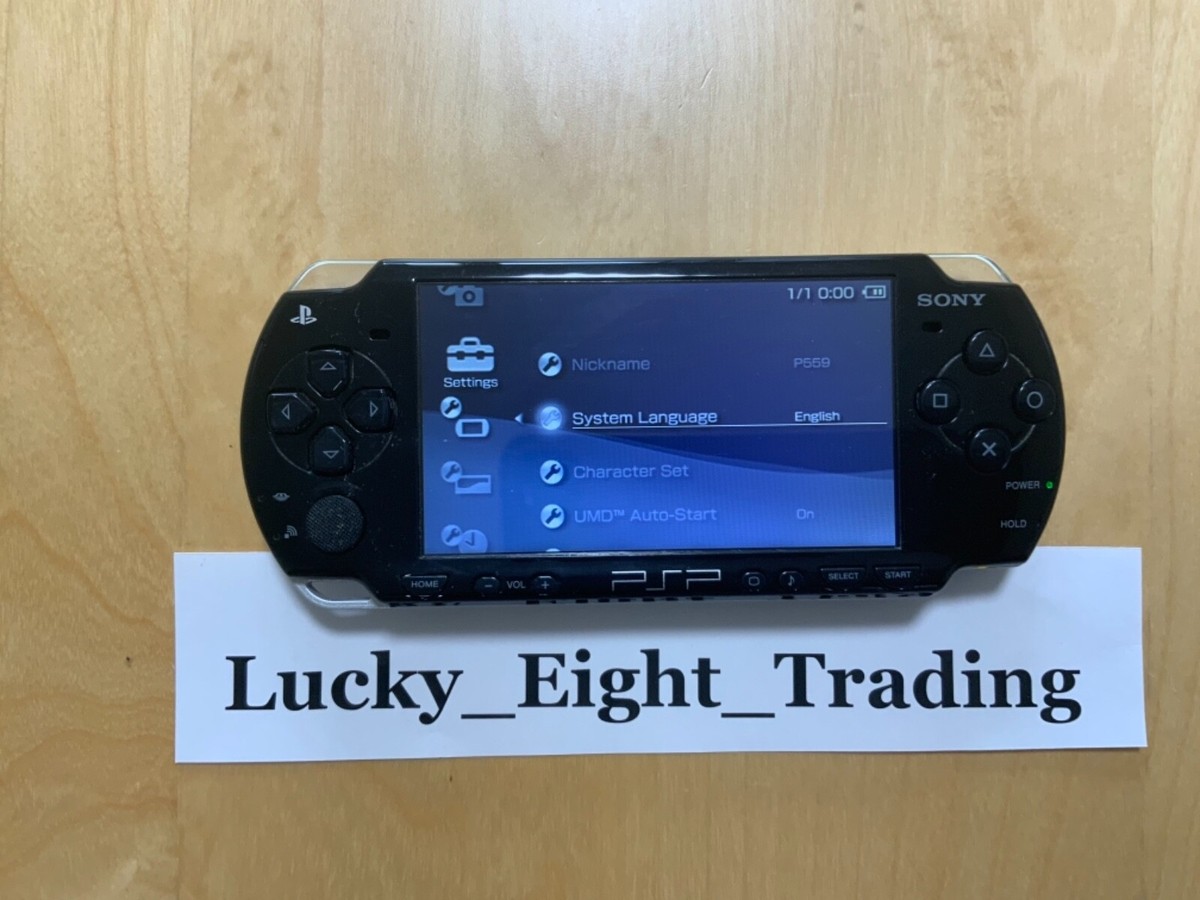 1/1 0:00
SONY
Settings
Nickname P559
System Language English
Character Set
UMD™ Auto-Start On
POWER
HOLD
HOME
- VOL +
PSP
SELECT
START
Lucky_Eight_Trading